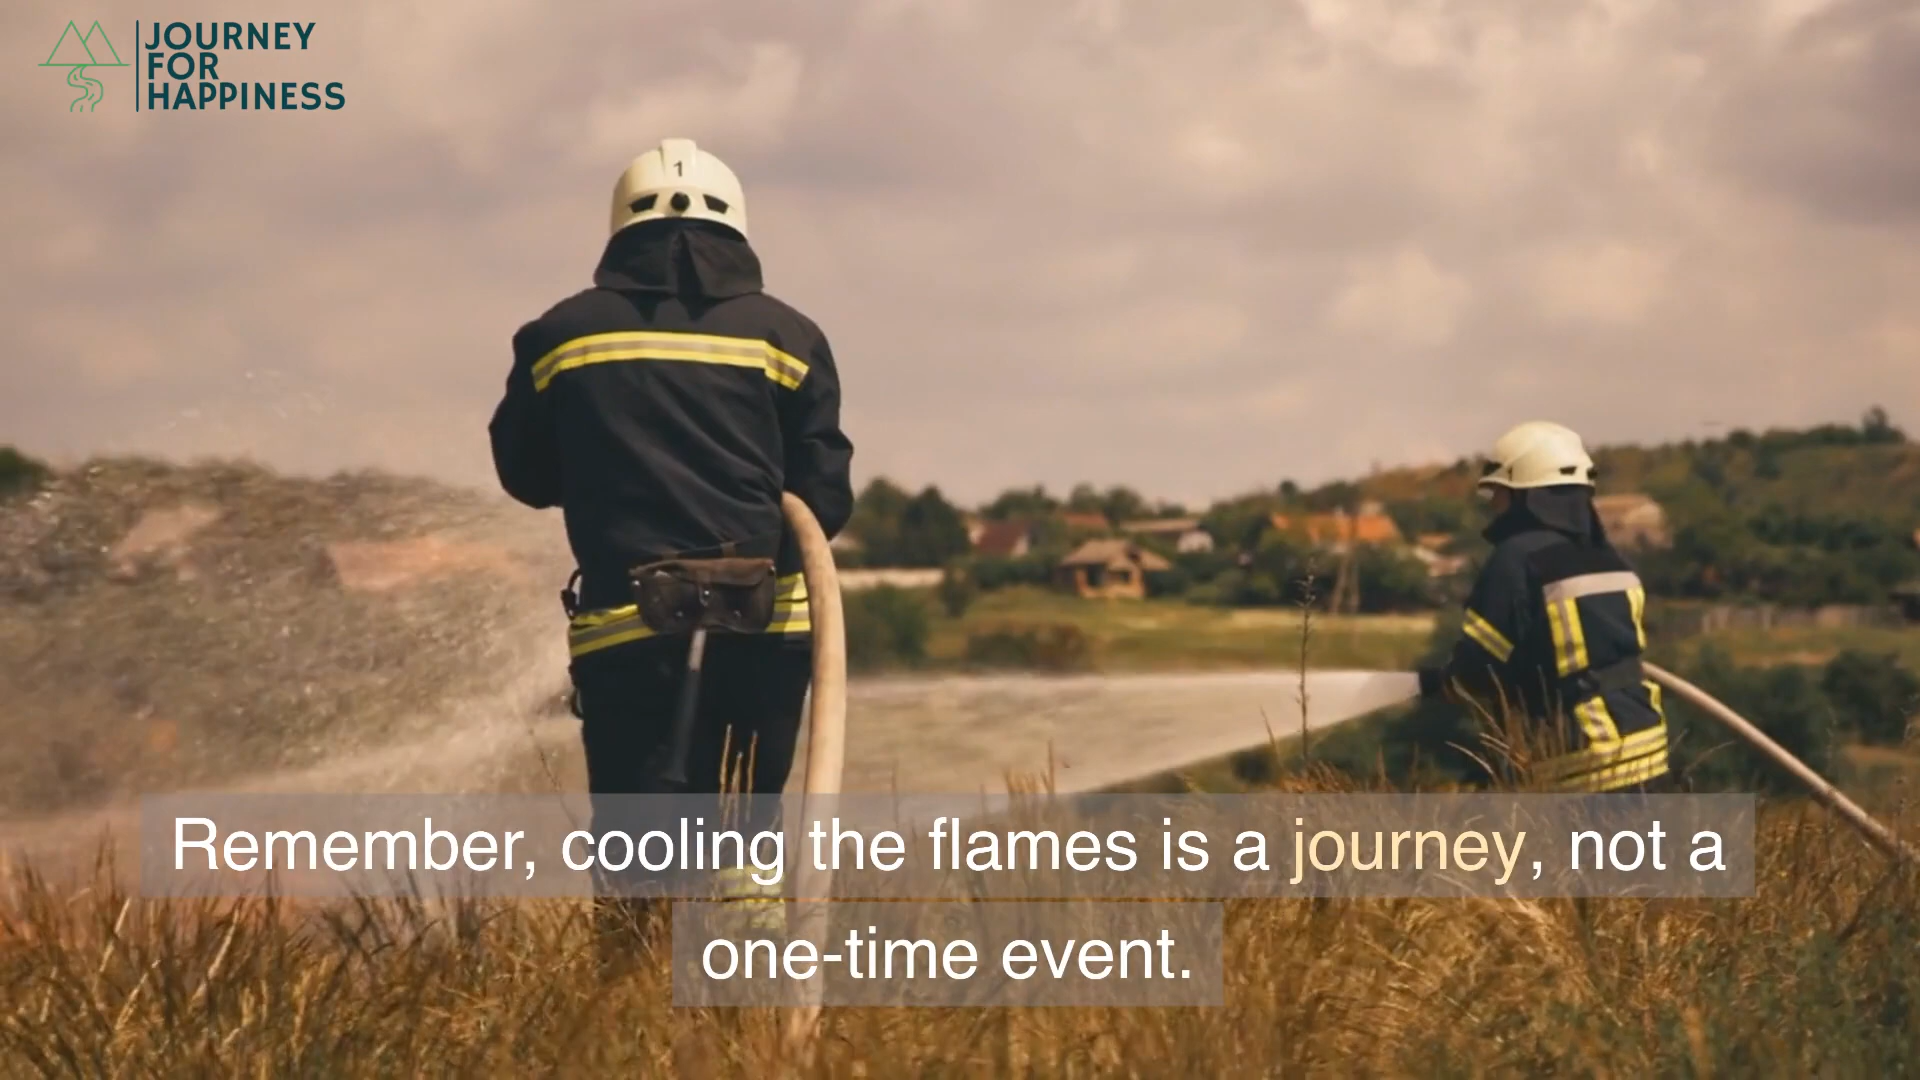 JOURNEY
FOR
HAPPINESS
1
Remember, cooling the flames is a journey, not a
one-time event.